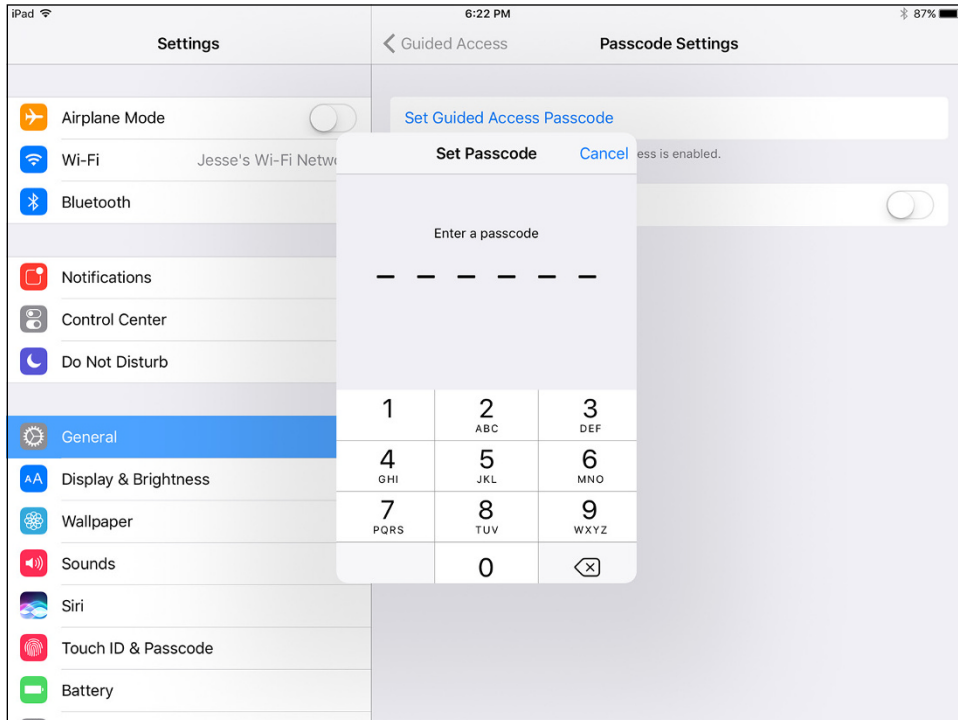 iPad 6:22 PM 87%
Settings
Guided Access Passcode Settings
Airplane Mode
Set Guided Access Passcode
Wi-Fi Jesse's Wi-Fi
Set Passcode Cancel
is enabled.
Bluetooth
Enter a passcode
Notifications
Control Center
Do Not Disturb
General
Display & Brightness
Wallpaper
Sounds
Siri
Touch ID & Passcode
Battery
1 2 3
ABC DEF
4 5 6
GHI JKL MNO
7 8 9
PQRS TUV WXYZ
0